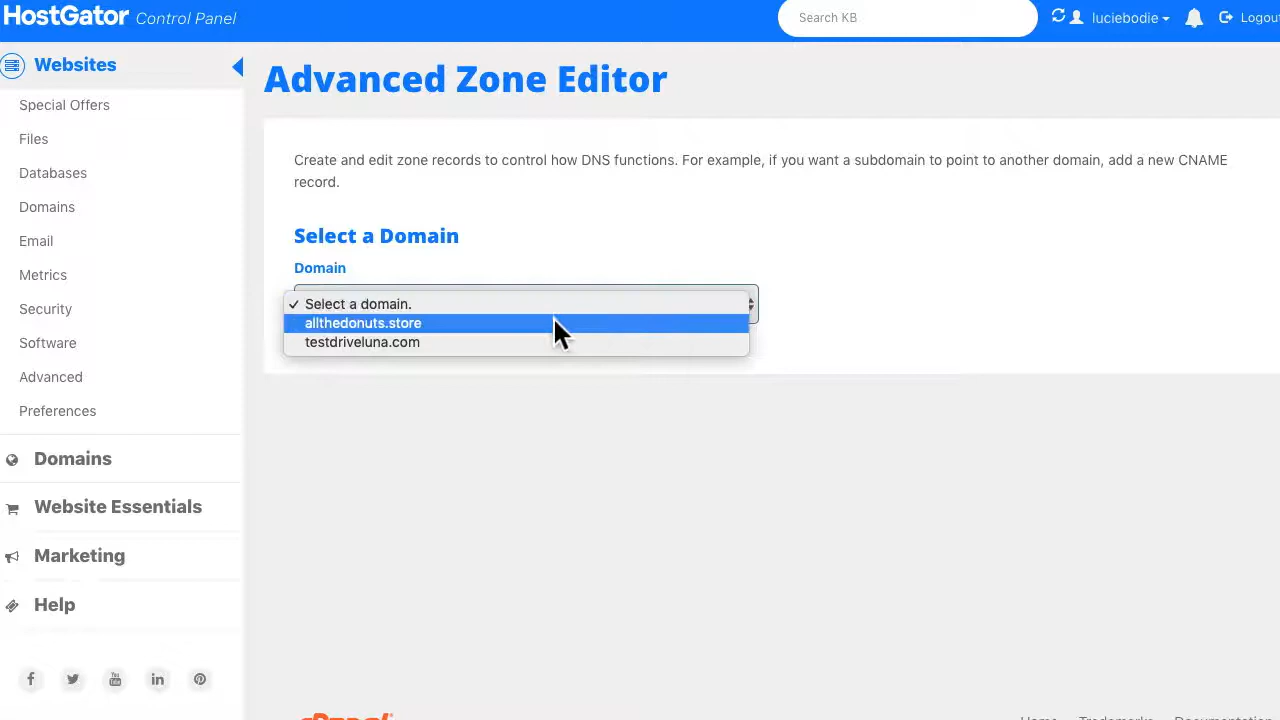 HostGator Control Panel
Search KB
luciebodie
Websites
Special Offers
Files
Databases
Domains
Email
Metrics
Security
Software
Advanced
Preferences
Domains
Website Essentials
Marketing
Help
Advanced Zone Editor
Create and edit zone records to control how DNS functions. For example, if you want a subdomain to point to another domain, add a new CNAME
record.
Select a Domain
Domain
✓ Select a domain.
allthedonuts.store
testdriveluna.com